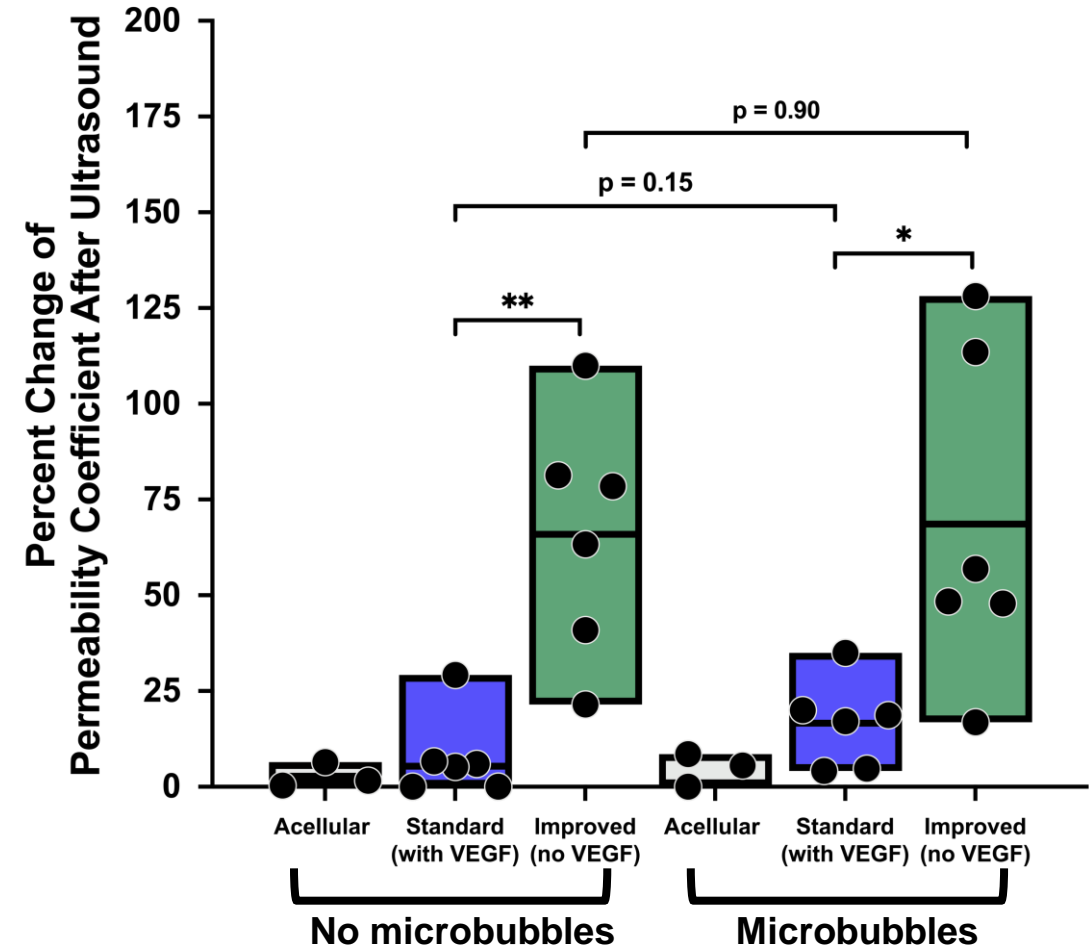 Percent Change of
Permeability Coefficient After Ultrasound
200
175
150
125
100
75
50
25
0
p = 0.90
p = 0.15
*
**
Acellular
Standard
(with VEGF)
Improved
(no VEGF)
Acellular
Standard
(with VEGF)
Improved
(no VEGF)
No microbubbles
Microbubbles